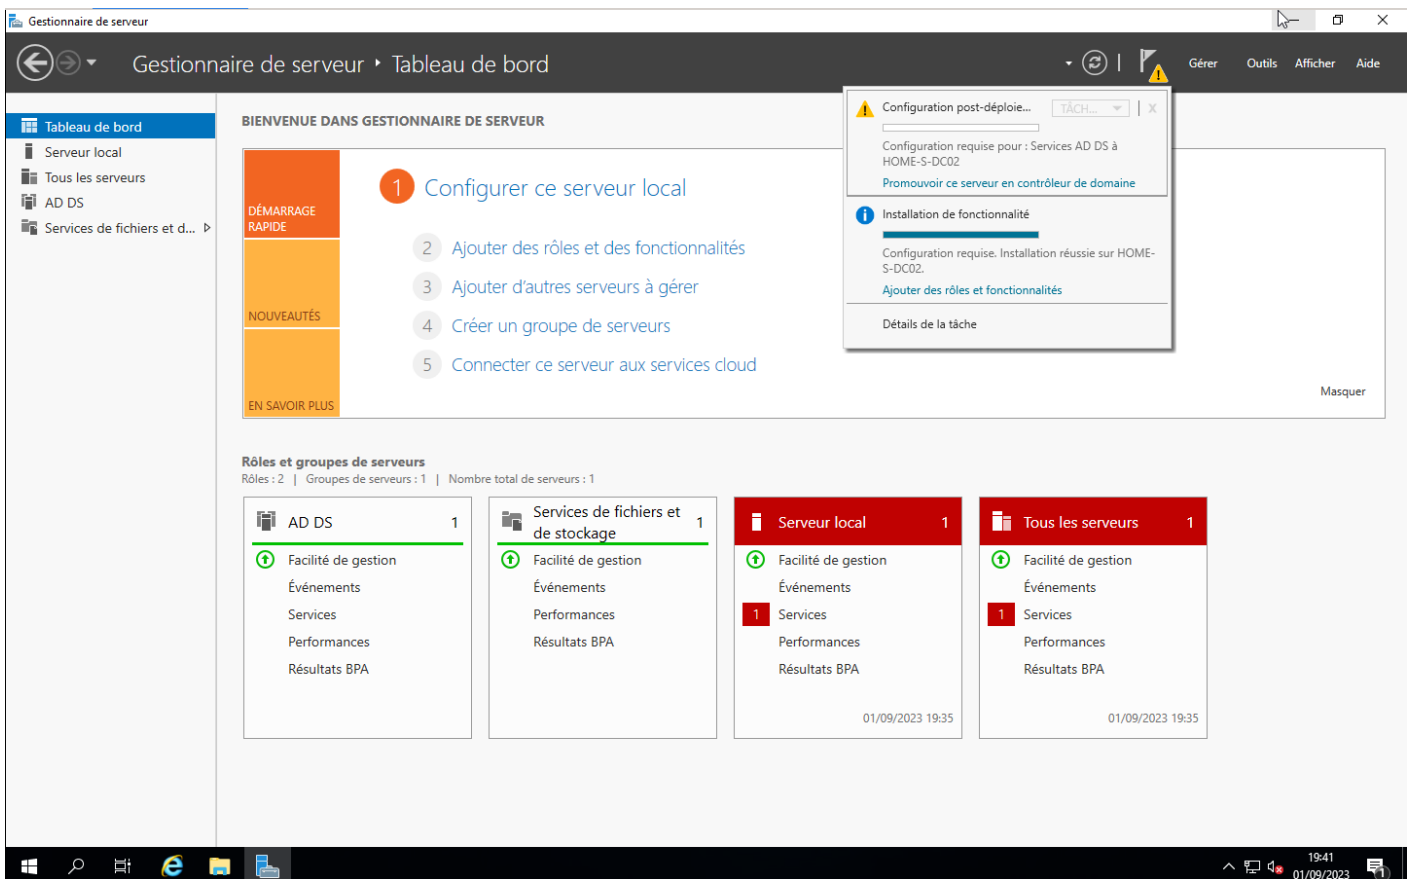 Gestionnaire de serveur
Gestionnaire de serveur ‣ Tableau de bord
Gérer Outils Afficher Aide
Tableau de bord
Serveur local
Tous les serveurs
AD DS
Services de fichiers et d...
BIENVENUE DANS GESTIONNAIRE DE SERVEUR
DÉMARRAGE
RAPIDE
NOUVEAUTÉS
EN SAVOIR PLUS
1 Configurer ce serveur local
2 Ajouter des rôles et des fonctionnalités
3 Ajouter d'autres serveurs à gérer
4 Créer un groupe de serveurs
5 Connecter ce serveur aux services cloud
Masquer
Configuration post-déploie... TÂCH... | X
Configuration requise pour : Services AD DS à
HOME-S-DC02
Promouvoir ce serveur en contrôleur de domaine
Installation de fonctionnalité
Configuration requise. Installation réussie sur HOME-
S-DC02.
Ajouter des rôles et fonctionnalités
Détails de la tâche
Rôles et groupes de serveurs
Rôles : 2 | Groupes de serveurs : 1 | Nombre total de serveurs : 1
AD DS 1
Facilité de gestion
Événements
Services
Performances
Résultats BPA
Services de fichiers et
de stockage 1
Facilité de gestion
Événements
Performances
Résultats BPA
Serveur local 1
Facilité de gestion
Événements
1 Services
Performances
Résultats BPA
01/09/2023 19:35
Tous les serveurs 1
Facilité de gestion
Événements
1 Services
Performances
Résultats BPA
01/09/2023 19:35
19:41
01/09/2023
1